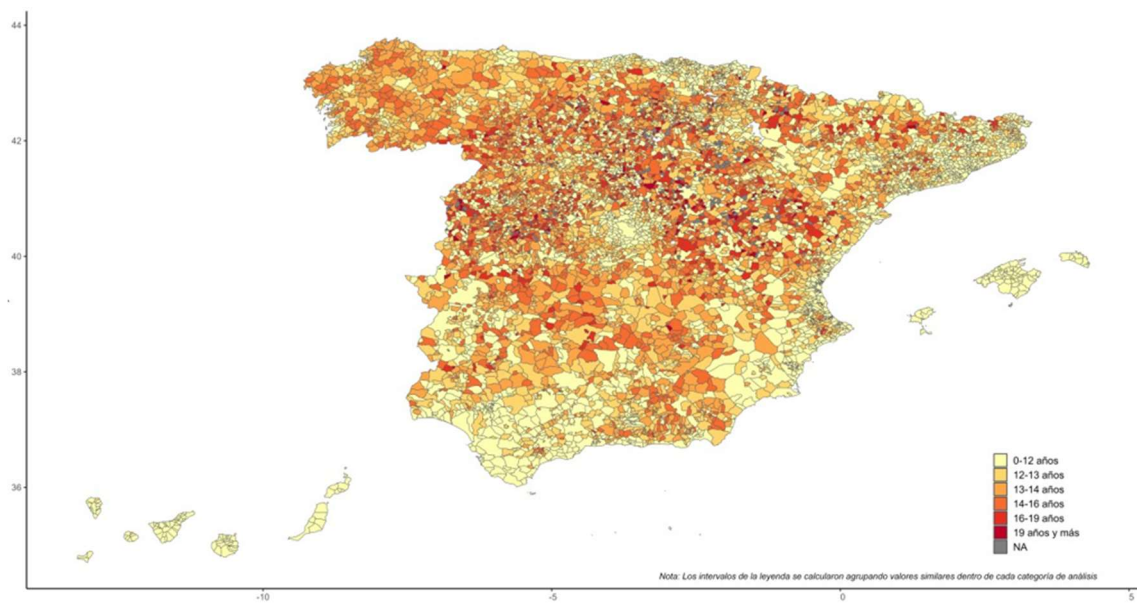 44
42
40
38
36
0-12 años
12-13 años
13-14 años
14-16 años
16-19 años
19 años y más
NA
Nota: Los intervalos de la leyenda se calcularon agrupando valores similares dentro de cada categoría de análisis
-10
-5
0
5